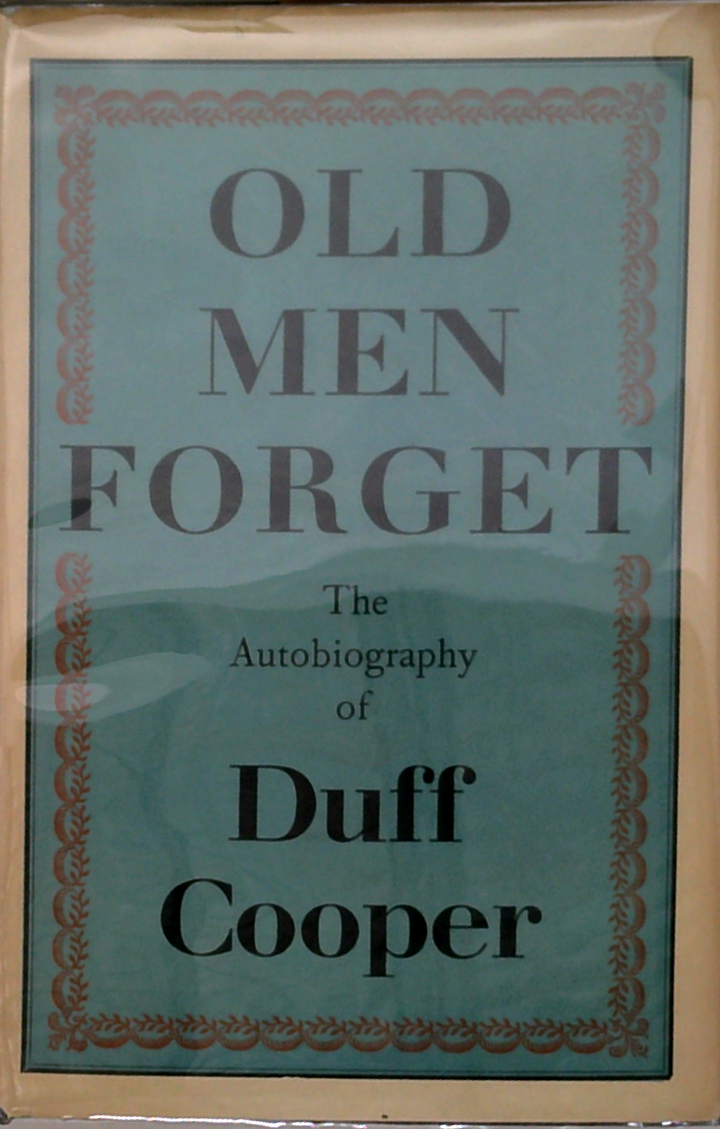 OLD
MEN
FORGET
The
Autobiography
of
Duff
Cooper